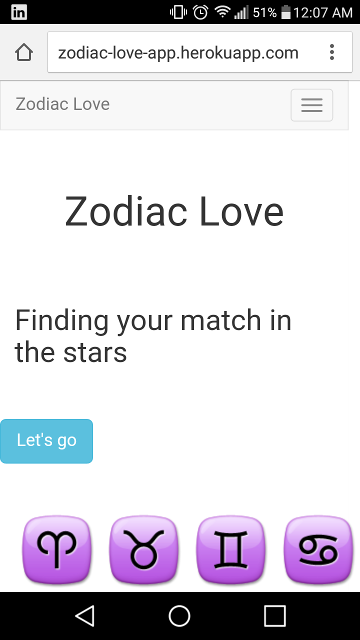 in 51% 12:07 AM
zodiac-love-app.herokuapp.com
Zodiac Love
Zodiac Love
Finding your match in
the stars
Let's go
♈ ♉ ♊ ♋